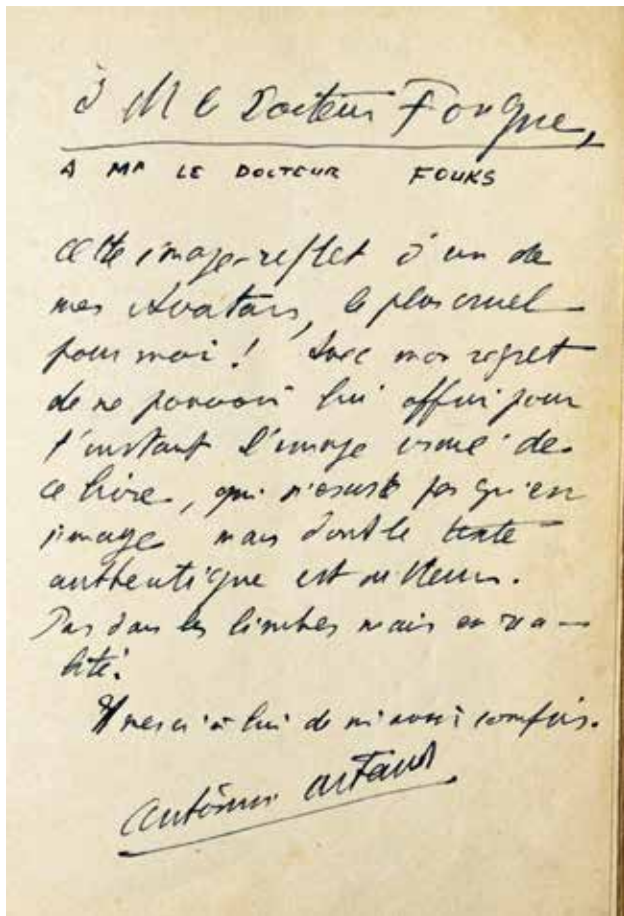 à M le Docteur Fouque,
A MR LE DOCTEUR FOUKS
cette image-reflet d'un de
mes Avatars, le plus cruel
pour moi ! Avec mon regret
de ne pouvoir lui offrir pour
l'instant l'image vraie de
ce livre, qui n'existe pas qu'en
image mais dont le texte
authentique est ailleurs.
Pas dans les limbes mais en réa-
lité.
Merci à lui de m'avoir compris.
Antonin Artaud